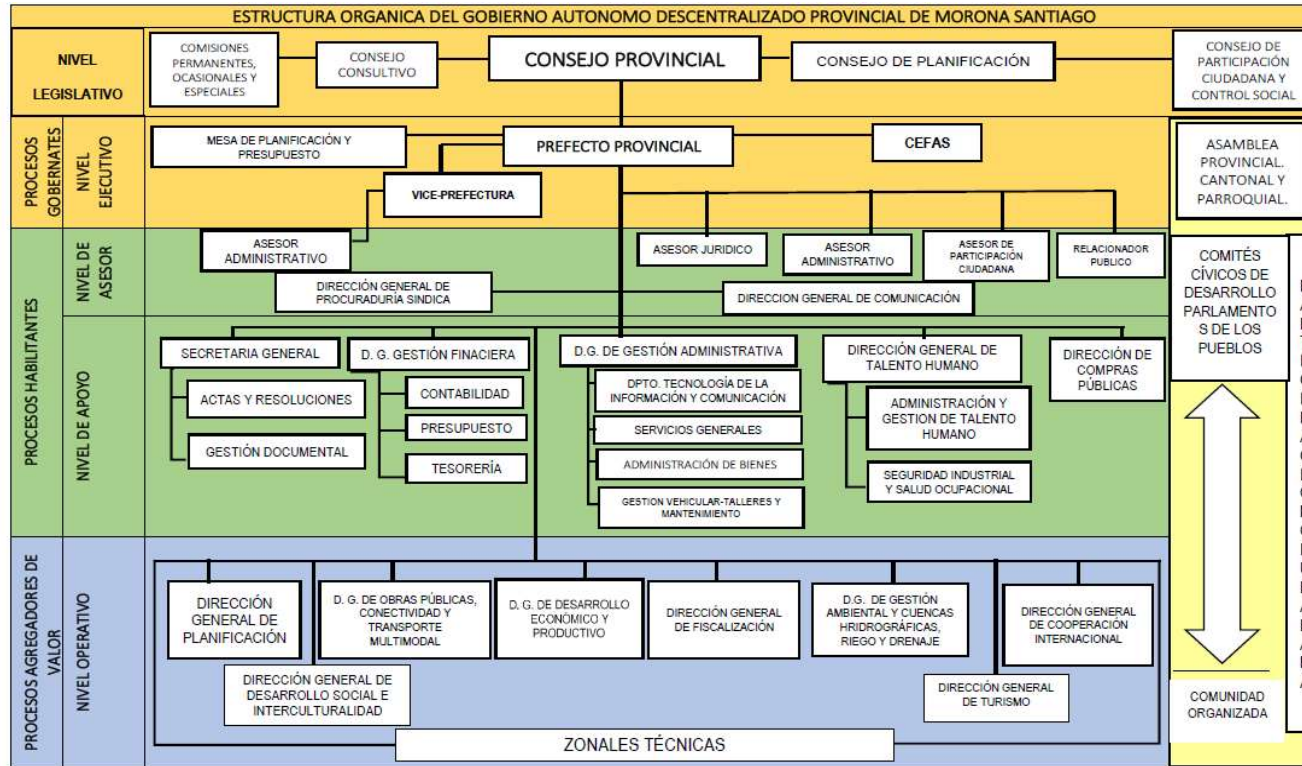 ESTRUCTURA ORGANICA DEL GOBIERNO AUTONOMO DESCENTRALIZADO PROVINCIAL DE MORONA SANTIAGO
NIVEL
LEGISLATIVO
COMISIONES
PERMANENTES,
OCASIONALES Y
ESPECIALES
CONSEJO
CONSULTIVO
CONSEJO PROVINCIAL
CONSEJO DE PLANIFICACIÓN
CONSEJO DE
PARTICIPACIÓN
CIUDADANA Y
CONTROL SOCIAL
PROCESOS
GOBERNATES
NIVEL
EJECUTIVO
MESA DE PLANIFICACIÓN Y
PRESUPUESTO
PREFECTO PROVINCIAL
CEFAS
VICE-PREFECTURA
ASAMBLEA
PROVINCIAL.
CANTONAL Y
PARROQUIAL.
PROCESOS HABILITANTES
NIVEL DE
ASESOR
ASESOR
ADMINISTRATIVO
ASESOR JURIDICO
ASESOR
ADMINISTRATIVO
ASESOR DE
PARTICIPACIÓN
CIUDADANA
RELACIONADOR
PUBLICO
DIRECCIÓN GENERAL DE
PROCURADURÍA SINDICA
DIRECCION GENERAL DE COMUNICACIÓN
COMITÉS
CÍVICOS DE
DESARROLLO
PARLAMENTO
S DE LOS
PUEBLOS
NIVEL DE APOYO
SECRETARIA GENERAL
ACTAS Y RESOLUCIONES
GESTIÓN DOCUMENTAL
D. G. GESTIÓN FINACIERA
CONTABILIDAD
PRESUPUESTO
TESORERÍA
D.G. DE GESTIÓN ADMINISTRATIVA
DPTO. TECNOLOGÍA DE LA
INFORMACIÓN Y COMUNICACIÓN
SERVICIOS GENERALES
ADMINISTRACIÓN DE BIENES
GESTION VEHICULAR-TALLERES Y
MANTENIMIENTO
DIRECCIÓN GENERAL DE
TALENTO HUMANO
ADMINISTRACIÓN Y
GESTION DE TALENTO
HUMANO
SEGURIDAD INDUSTRIAL
Y SALUD OCUPACIONAL
DIRECCIÓN DE
COMPRAS
PÚBLICAS
PROCESOS AGREGADORES DE
VALOR
NIVEL OPERATIVO
DIRECCIÓN
GENERAL DE
PLANIFICACIÓN
D. G. DE OBRAS PÚBLICAS,
CONECTIVIDAD Y
TRANSPORTE
MULTIMODAL
D, G. DE DESARROLLO
ECONÓMICO Y
PRODUCTIVO
DIRECCIÓN GENERAL
DE FISCALIZACIÓN
D.G. DE GESTIÓN
AMBIENTAL Y CUENCAS
HRIDROGRÁFICAS,
RIEGO Y DRENAJE
DIRECCIÓN GENERAL
DE COOPERACIÓN
INTERNACIONAL
DIRECCIÓN GENERAL DE
DESARROLLO SOCIAL E
INTERCULTURALIDAD
DIRECCIÓN GENERAL
DE TURISMO
ZONALES TÉCNICAS
COMUNIDAD
ORGANIZADA